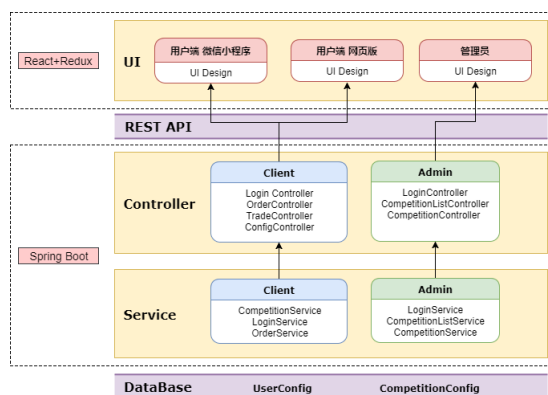 用户端 微信小程序
UI Design
用户端 网页版
UI Design
管理员
UI Design
React+Redux
UI
REST API
Client
Login Controller
OrderController
TradeController
ConfigController
Admin
LoginController
CompetitionListController
CompetitionController
Controller
Spring Boot
Client
CompetitionService
LoginService
OrderService
Admin
LoginService
CompetitionListService
CompetitionService
Service
DataBase
UserConfig
CompetitionConfig